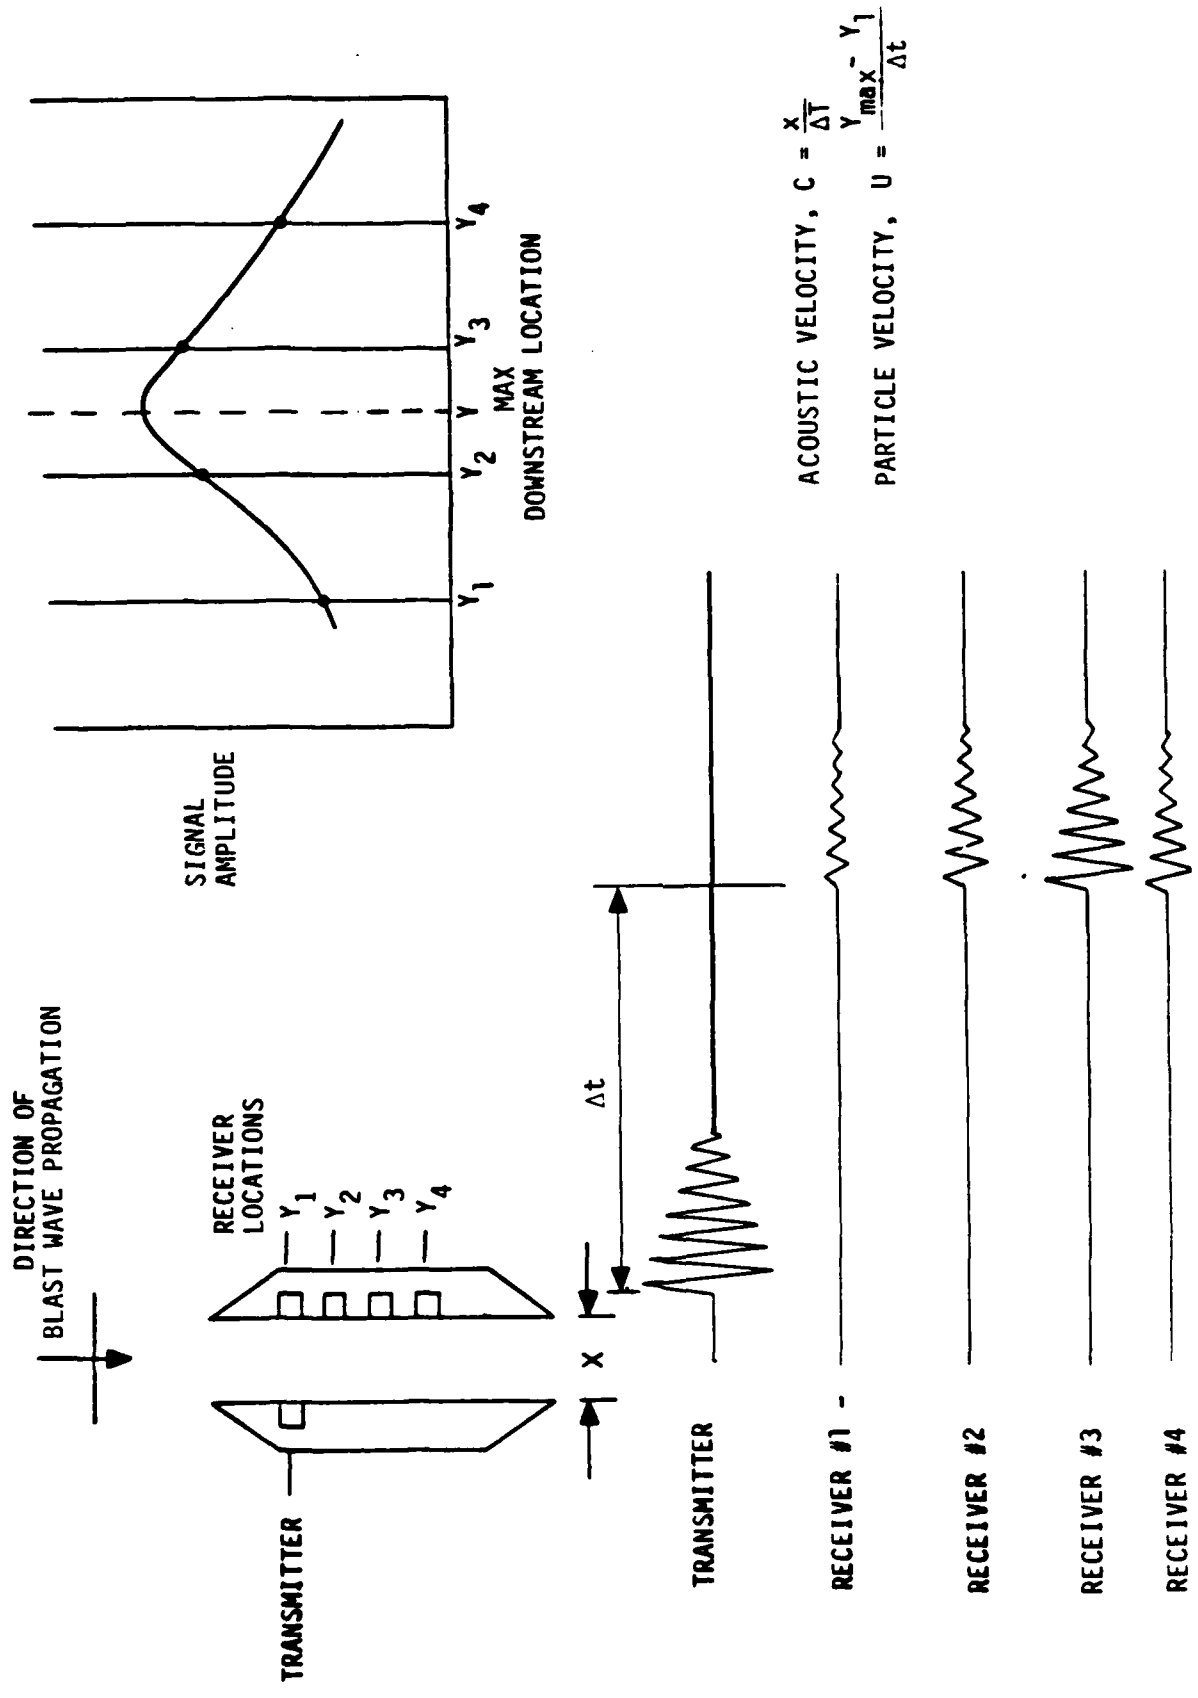 DIRECTION OF
BLAST WAVE PROPAGATION
RECEIVER
LOCATIONS
Y1
Y2
Y3
Y4
TRANSMITTER
X
SIGNAL
AMPLITUDE
Y1 Y2 Y Y3 Y4
MAX
DOWNSTREAM LOCATION
Δt
TRANSMITTER
RECEIVER #1 -
RECEIVER #2
RECEIVER #3
RECEIVER #4
ACOUSTIC VELOCITY, C = x/ΔT
PARTICLE VELOCITY, U = Ymax - Y1/Δt